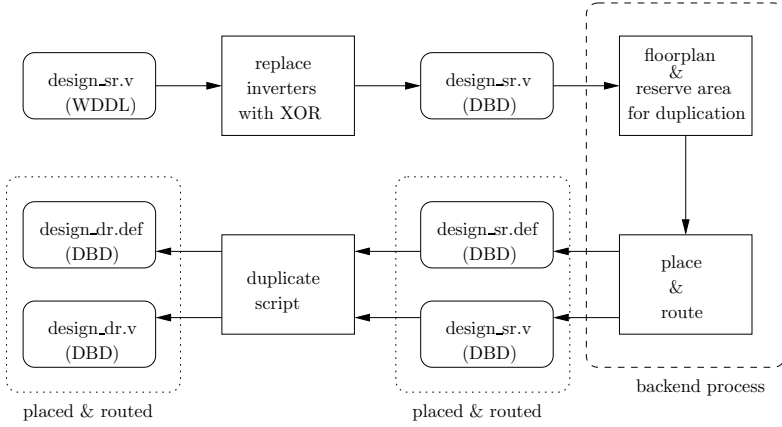 design_sr.v
(WDDL)
replace
inverters
with XOR
design_sr.v
(DBD)
floorplan
&
reserve area
for duplication
design_dr.def
(DBD)
design_dr.v
(DBD)
duplicate
script
design_sr.def
(DBD)
design_sr.v
(DBD)
place
&
route
backend process
placed & routed
placed & routed